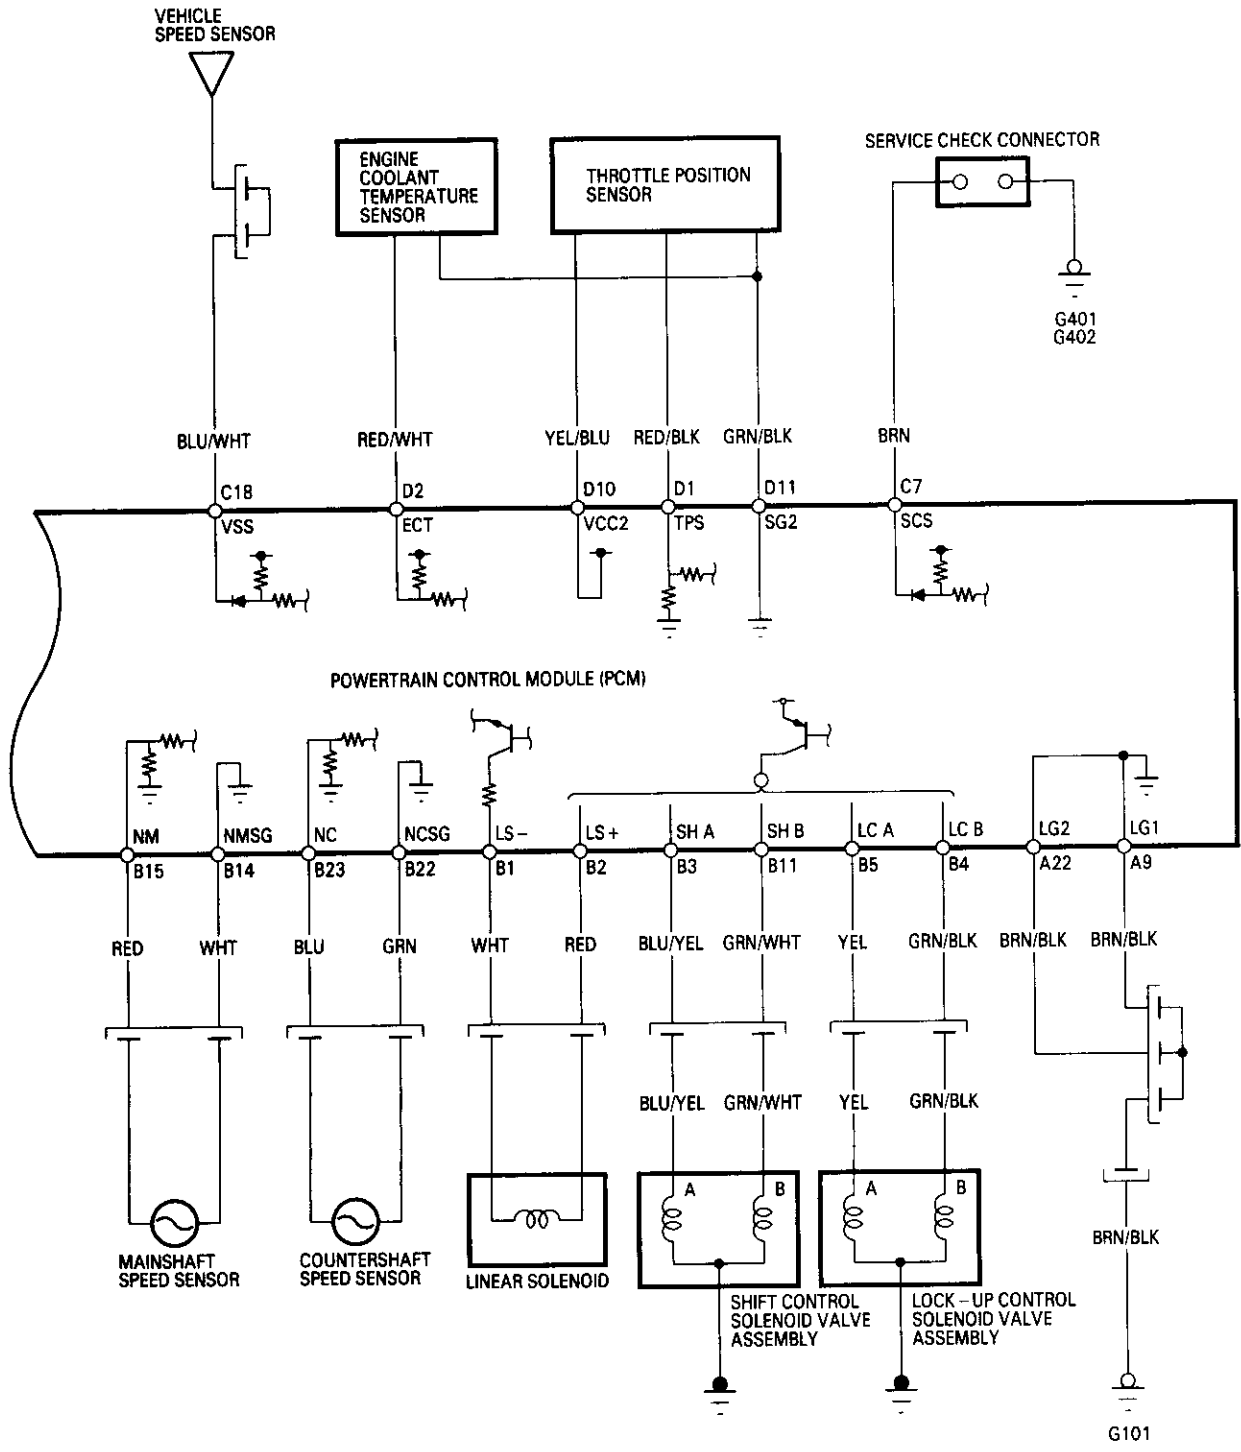 VEHICLE
SPEED SENSOR
ENGINE
COOLANT
TEMPERATURE
SENSOR
THROTTLE POSITION
SENSOR
SERVICE CHECK CONNECTOR
G401
G402
BLU/WHT
RED/WHT
YEL/BLU
RED/BLK
GRN/BLK
BRN
C18
D2
D10
D1
D11
C7
VSS
ECT
VCC2
TPS
SG2
SCS
POWERTRAIN CONTROL MODULE (PCM)
NM
NMSG
NC
NCSG
LS –
LS +
SH A
SH B
LC A
LC B
LG2
LG1
B15
B14
B23
B22
B1
B2
B3
B11
B5
B4
A22
A9
RED
WHT
BLU
GRN
WHT
RED
BLU/YEL
GRN/WHT
YEL
GRN/BLK
BRN/BLK
BRN/BLK
BLU/YEL
GRN/WHT
YEL
GRN/BLK
A
B
A
B
BRN/BLK
MAINSHAFT
SPEED SENSOR
COUNTERSHAFT
SPEED SENSOR
LINEAR SOLENOID
SHIFT CONTROL
SOLENOID VALVE
ASSEMBLY
LOCK – UP CONTROL
SOLENOID VALVE
ASSEMBLY
G101